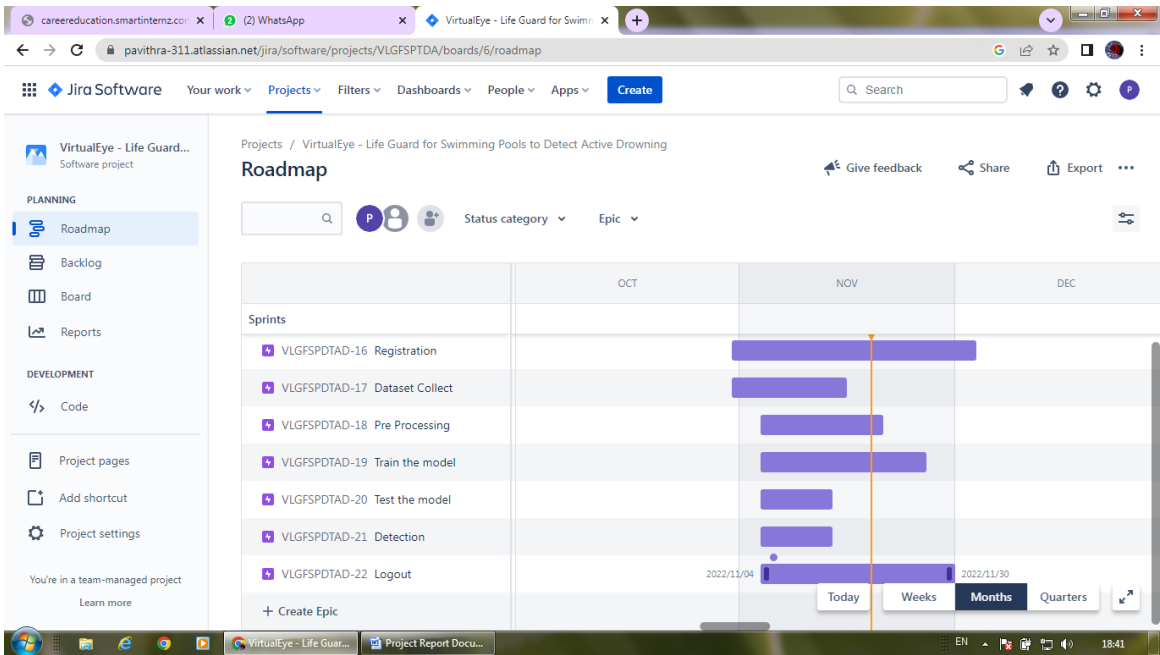 careereducation.smartinternz.con
2 (2) WhatsApp
VirtualEye - Life Guard for Swimn
pavithra-311.atlassian.net/jira/software/projects/VLGFSPTDA/boards/6/roadmap
Jira Software Your work Projects Filters Dashboards People Apps Create Search P
VirtualEye - Life Guard...
Software project
PLANNING
Roadmap
Backlog
Board
Reports
DEVELOPMENT
Code
Project pages
Add shortcut
Project settings
You're in a team-managed project
Learn more
Projects / VirtualEye - Life Guard for Swimming Pools to Detect Active Drowning
Roadmap
Give feedback Share Export
P Status category Epic
OCT NOV DEC
Sprints
VLGFSPDTAD-16 Registration
VLGFSPDTAD-17 Dataset Collect
VLGFSPDTAD-18 Pre Processing
VLGFSPDTAD-19 Train the model
VLGFSPDTAD-20 Test the model
VLGFSPDTAD-21 Detection
VLGFSPDTAD-22 Logout 2022/11/04 2022/11/30
+ Create Epic
Today Weeks Months Quarters
VirtualEye - Life Guar... Project Report Docu... EN 18:41